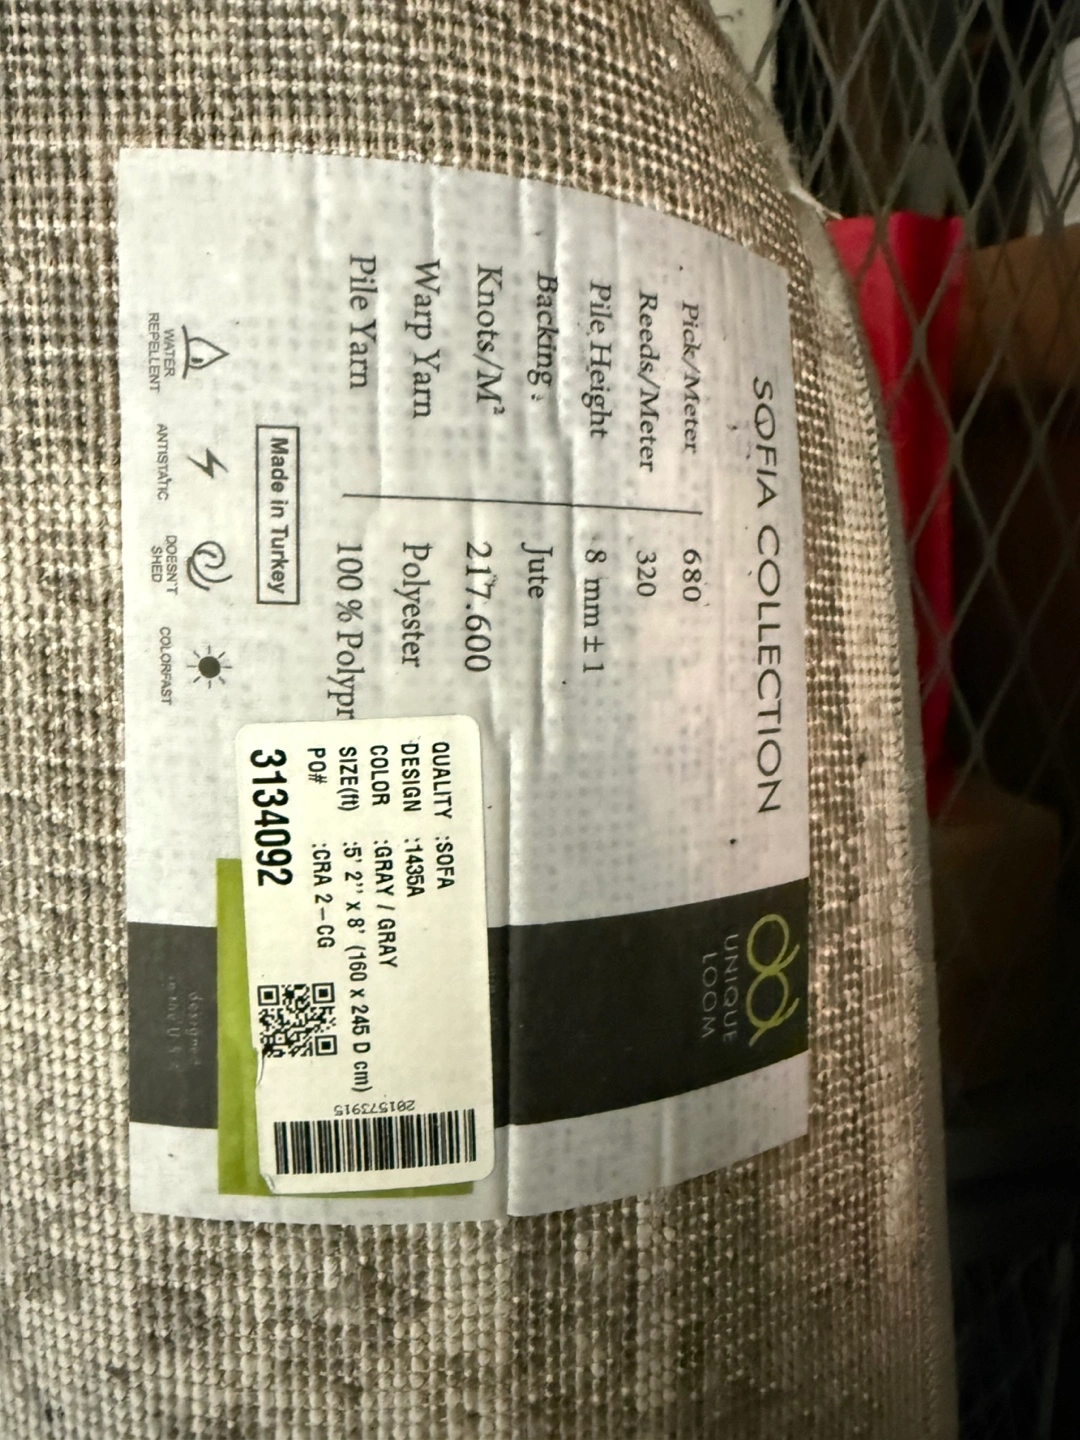 SOFIA COLLECTION
Pick/Meter 680
Reeds/Meter 320
Pile Height 8 mm ± 1
Backing : Jute
Knots/M² 217.600
Warp Yarn Polyester
Pile Yarn 100 % Polypr
Made in Turkey
WATER REPELLENT
ANTISTATIC
DOESN'T SHED
COLORFAST
UNIQUE
LOOM
designed
in the U.S.
QUALITY :SOFA
DESIGN :1435A
COLOR :GRAY / GRAY
SIZE(ft) :5' 2'' x 8' (160 x 245 D cm)
PO# :CRA 2-CG
3134092
201573915